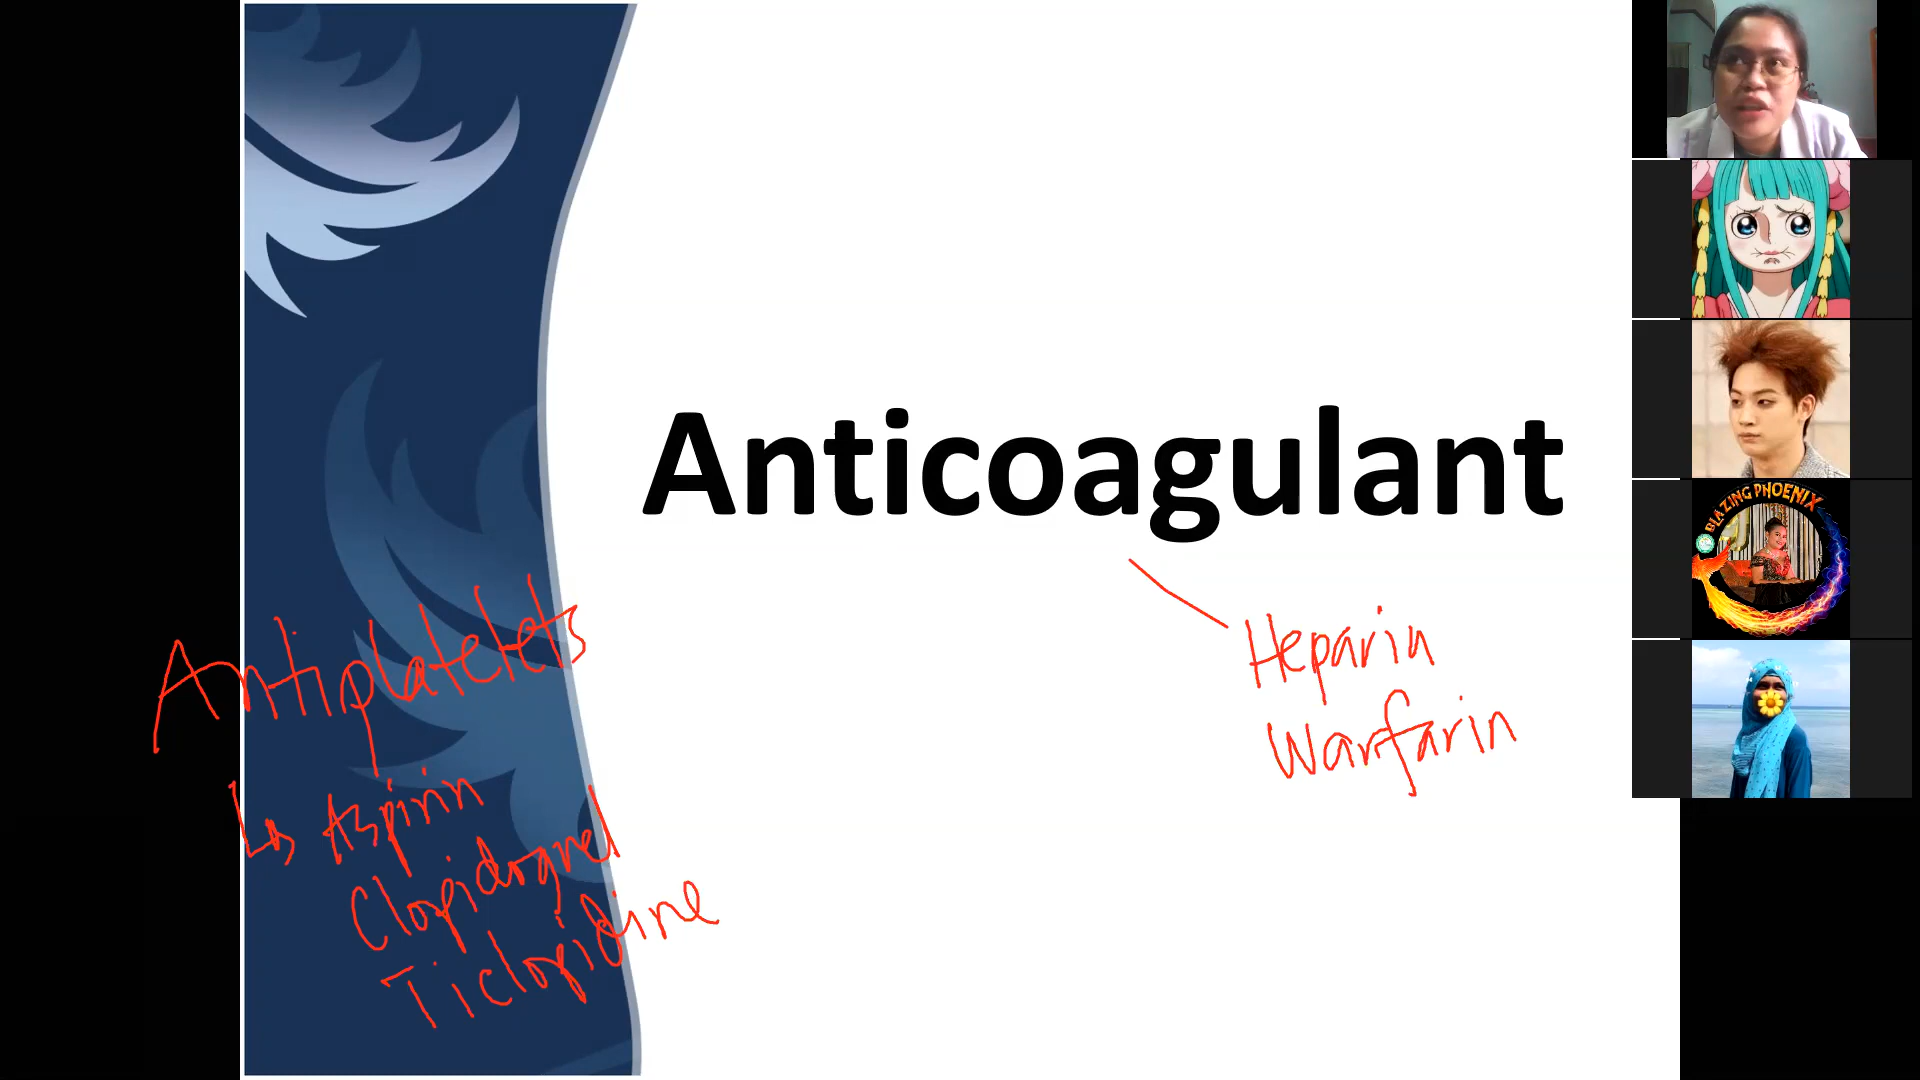 Anticoagulant
Heparin
Warfarin
Antiplatelets
Aspirin
Clopidogrel
Ticlopidine
BLAZING PHOENIX